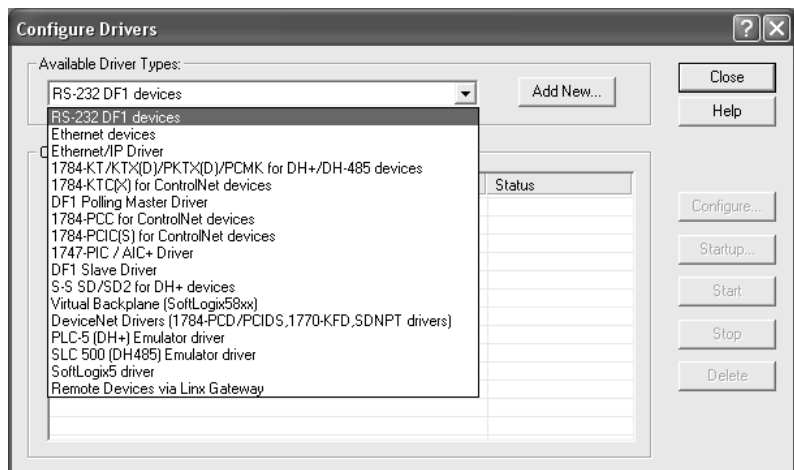 Configure Drivers
Available Driver Types:
RS-232 DF1 devices
Add New...
Close
Help
RS-232 DF1 devices
Ethernet devices
Ethernet/IP Driver
1784-KT/KTX(D)/PKTX(D)/PCMK for DH+/DH-485 devices
1784-KTC(X) for ControlNet devices
DF1 Polling Master Driver
1784-PCC for ControlNet devices
1784-PCIC(S) for ControlNet devices
1747-PIC / AIC+ Driver
DF1 Slave Driver
S-S SD/SD2 for DH+ devices
Virtual Backplane (SoftLogix58xx)
DeviceNet Drivers (1784-PCD/PCIDS,1770-KFD,SDNPT drivers)
PLC-5 (DH+) Emulator driver
SLC 500 (DH485) Emulator driver
SoftLogix5 driver
Remote Devices via Linx Gateway
Status
Configure...
Startup...
Start
Stop
Delete